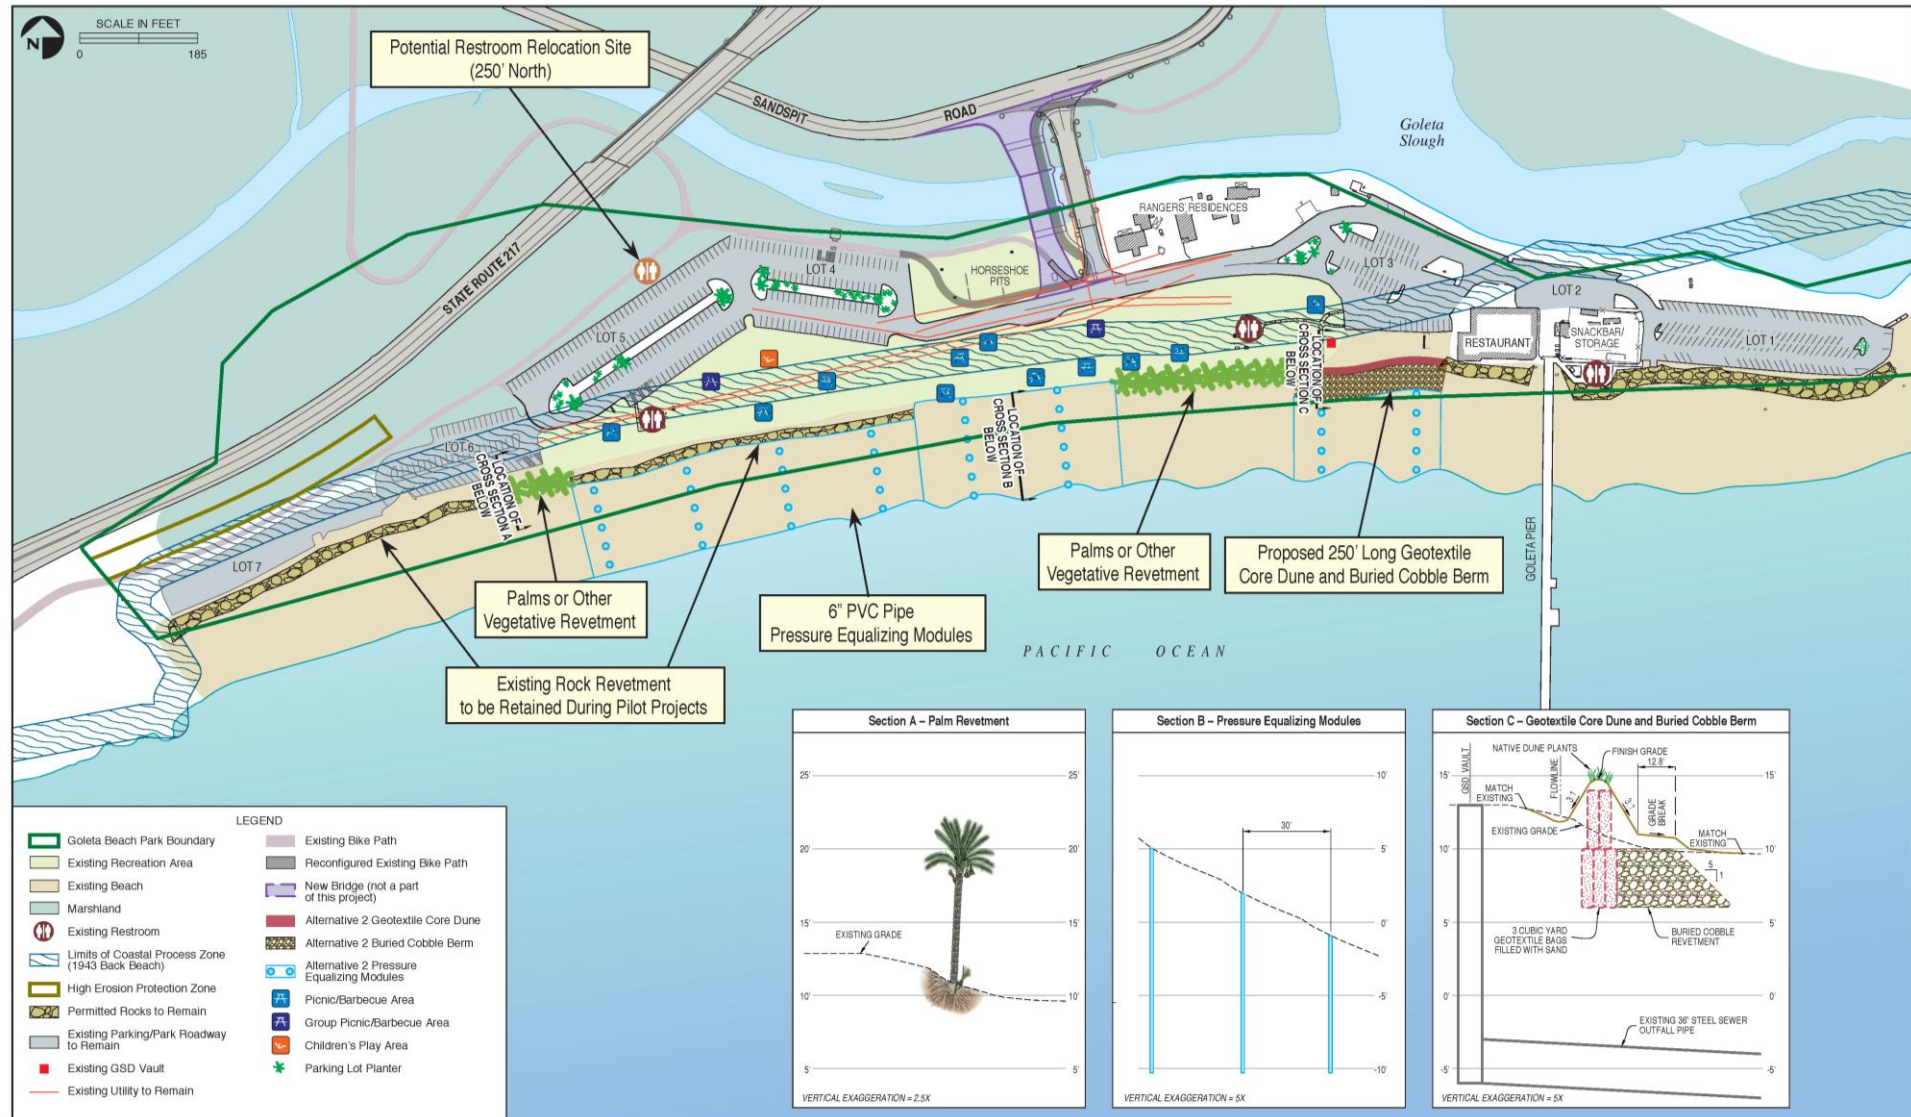 N
SCALE IN FEET
0 185
Potential Restroom Relocation Site
(250' North)
SANDSPIT
ROAD
STATE ROUTE 217
Goleta
Slough
RANGERS' RESIDENCES
HORSESHOE
PITS
LOT 4
LOT 5
LOT 3
LOT 2
LOT 1
LOT 6
LOT 7
RESTAURANT
SNACKBAR/
STORAGE
LOCATION OF
CROSS SECTION A
BELOW
LOCATION OF
CROSS SECTION B
BELOW
LOCATION OF
CROSS SECTION C
BELOW
GOLETA PIER
Palms or Other
Vegetative Revetment
Existing Rock Revetment
to be Retained During Pilot Projects
6" PVC Pipe
Pressure Equalizing Modules
Palms or Other
Vegetative Revetment
Proposed 250' Long Geotextile
Core Dune and Buried Cobble Berm
PACIFIC OCEAN
LEGEND
Goleta Beach Park Boundary
Existing Recreation Area
Existing Beach
Marshland
Existing Restroom
Limits of Coastal Process Zone
(1943 Back Beach)
High Erosion Protection Zone
Permitted Rocks to Remain
Existing Parking/Park Roadway
to Remain
Existing GSD Vault
Existing Utility to Remain
Existing Bike Path
Reconfigured Existing Bike Path
New Bridge (not a part
of this project)
Alternative 2 Geotextile Core Dune
Alternative 2 Buried Cobble Berm
Alternative 2 Pressure
Equalizing Modules
Picnic/Barbecue Area
Group Picnic/Barbecue Area
Children's Play Area
Parking Lot Planter
Section A – Palm Revetment
25' 25'
20' 20'
15' 15'
EXISTING GRADE
10' 10'
5' 5'
VERTICAL EXAGGERATION = 2.5X
Section B – Pressure Equalizing Modules
10'
30'
5'
0'
-5'
-10'
VERTICAL EXAGGERATION = 5X
Section C – Geotextile Core Dune and Buried Cobble Berm
GSD VAULT
FLOWLINE
NATIVE DUNE PLANTS
FINISH GRADE
12.8'
15' 15'
MATCH
EXISTING
3:1
3:1
GRADE
BREAK
EXISTING GRADE
MATCH
EXISTING
10' 10'
5
1
5' 5'
3 CUBIC YARD
GEOTEXTILE BAGS
FILLED WITH SAND
BURIED COBBLE
REVETMENT
0' 0'
EXISTING 36" STEEL SEWER
OUTFALL PIPE
-5' -5'
VERTICAL EXAGGERATION = 5X